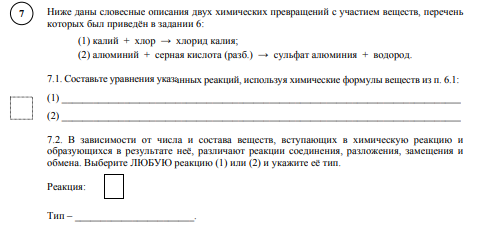 7
Ниже даны словесные описания двух химических превращений с участием веществ, перечень
которых был приведён в задании 6:
(1) калий + хлор → хлорид калия;
(2) алюминий + серная кислота (разб.) → сульфат алюминия + водород.
7.1. Составьте уравнения указанных реакций, используя химические формулы веществ из п. 6.1:
(1)
(2)
7.2. В зависимости от числа и состава веществ, вступающих в химическую реакцию и
образующихся в результате неё, различают реакции соединения, разложения, замещения и
обмена. Выберите ЛЮБУЮ реакцию (1) или (2) и укажите её тип.
Реакция:
Тип – .